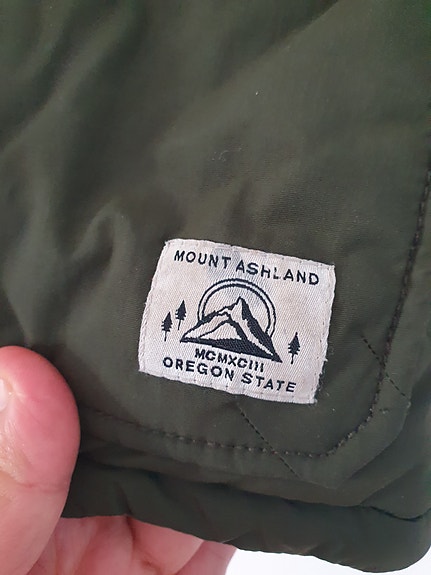 MOUNT ASHLAND
MCMXCIII
OREGON STATE